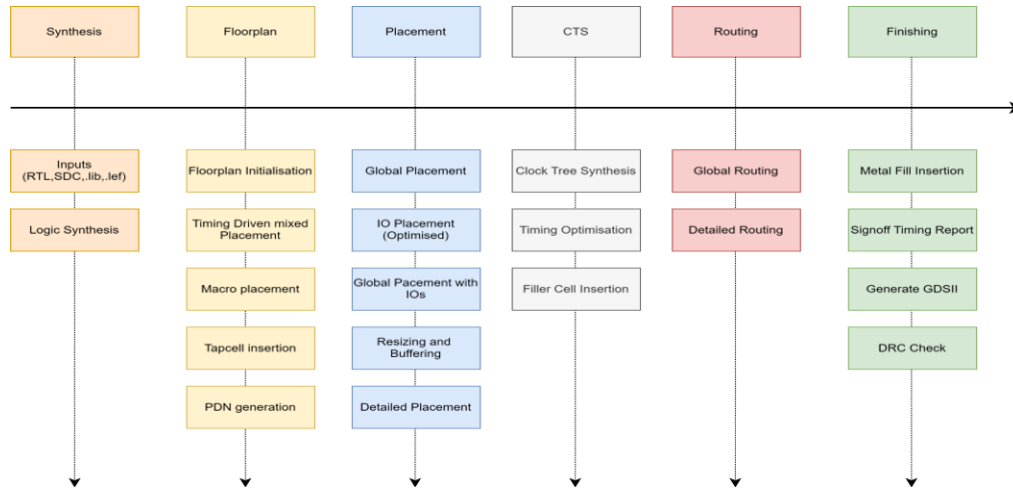 Synthesis
Floorplan
Placement
CTS
Routing
Finishing
Inputs
(RTL,SDC,.lib,.lef)
Logic Synthesis
Floorplan Initialisation
Timing Driven mixed
Placement
Macro placement
Tapcell insertion
PDN generation
Global Placement
IO Placement
(Optimised)
Global Pacement with
IOs
Resizing and
Buffering
Detailed Placement
Clock Tree Synthesis
Timing Optimisation
Filler Cell Insertion
Global Routing
Detailed Routing
Metal Fill Insertion
Signoff Timing Report
Generate GDSII
DRC Check